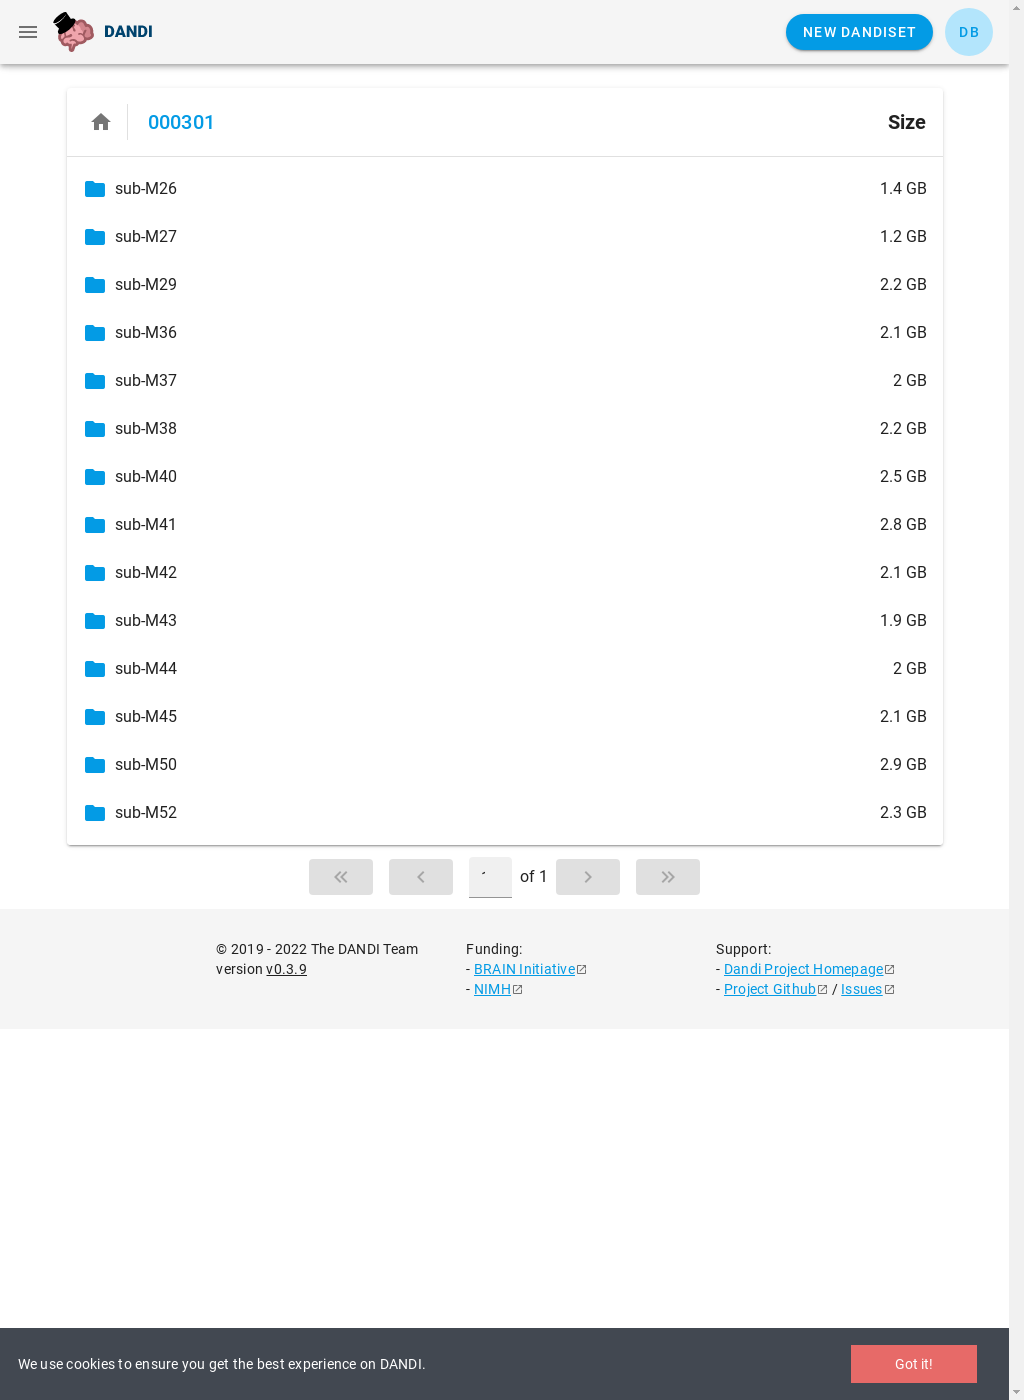 DANDI
NEW DANDISET
DB
000301
Size
sub-M26 1.4 GB
sub-M27 1.2 GB
sub-M29 2.2 GB
sub-M36 2.1 GB
sub-M37 2 GB
sub-M38 2.2 GB
sub-M40 2.5 GB
sub-M41 2.8 GB
sub-M42 2.1 GB
sub-M43 1.9 GB
sub-M44 2 GB
sub-M45 2.1 GB
sub-M50 2.9 GB
sub-M52 2.3 GB
of 1
© 2019 - 2022 The DANDI Team
version v0.3.9
Funding:
- BRAIN Initiative
- NIMH
Support:
- Dandi Project Homepage
- Project Github / Issues
We use cookies to ensure you get the best experience on DANDI.
Got it!